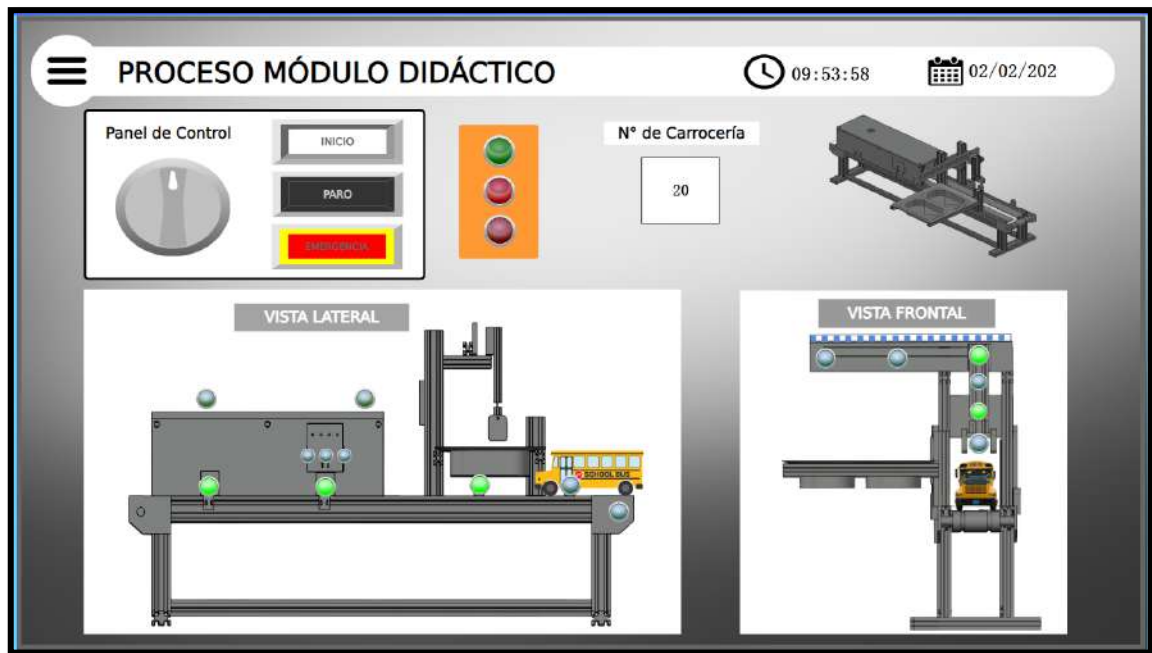 PROCESO MÓDULO DIDÁCTICO
09:53:58
02/02/202
Panel de Control
INICIO
PARO
EMERGENCIA
N° de Carrocería
20
VISTA LATERAL
SCHOOL BUS
VISTA FRONTAL